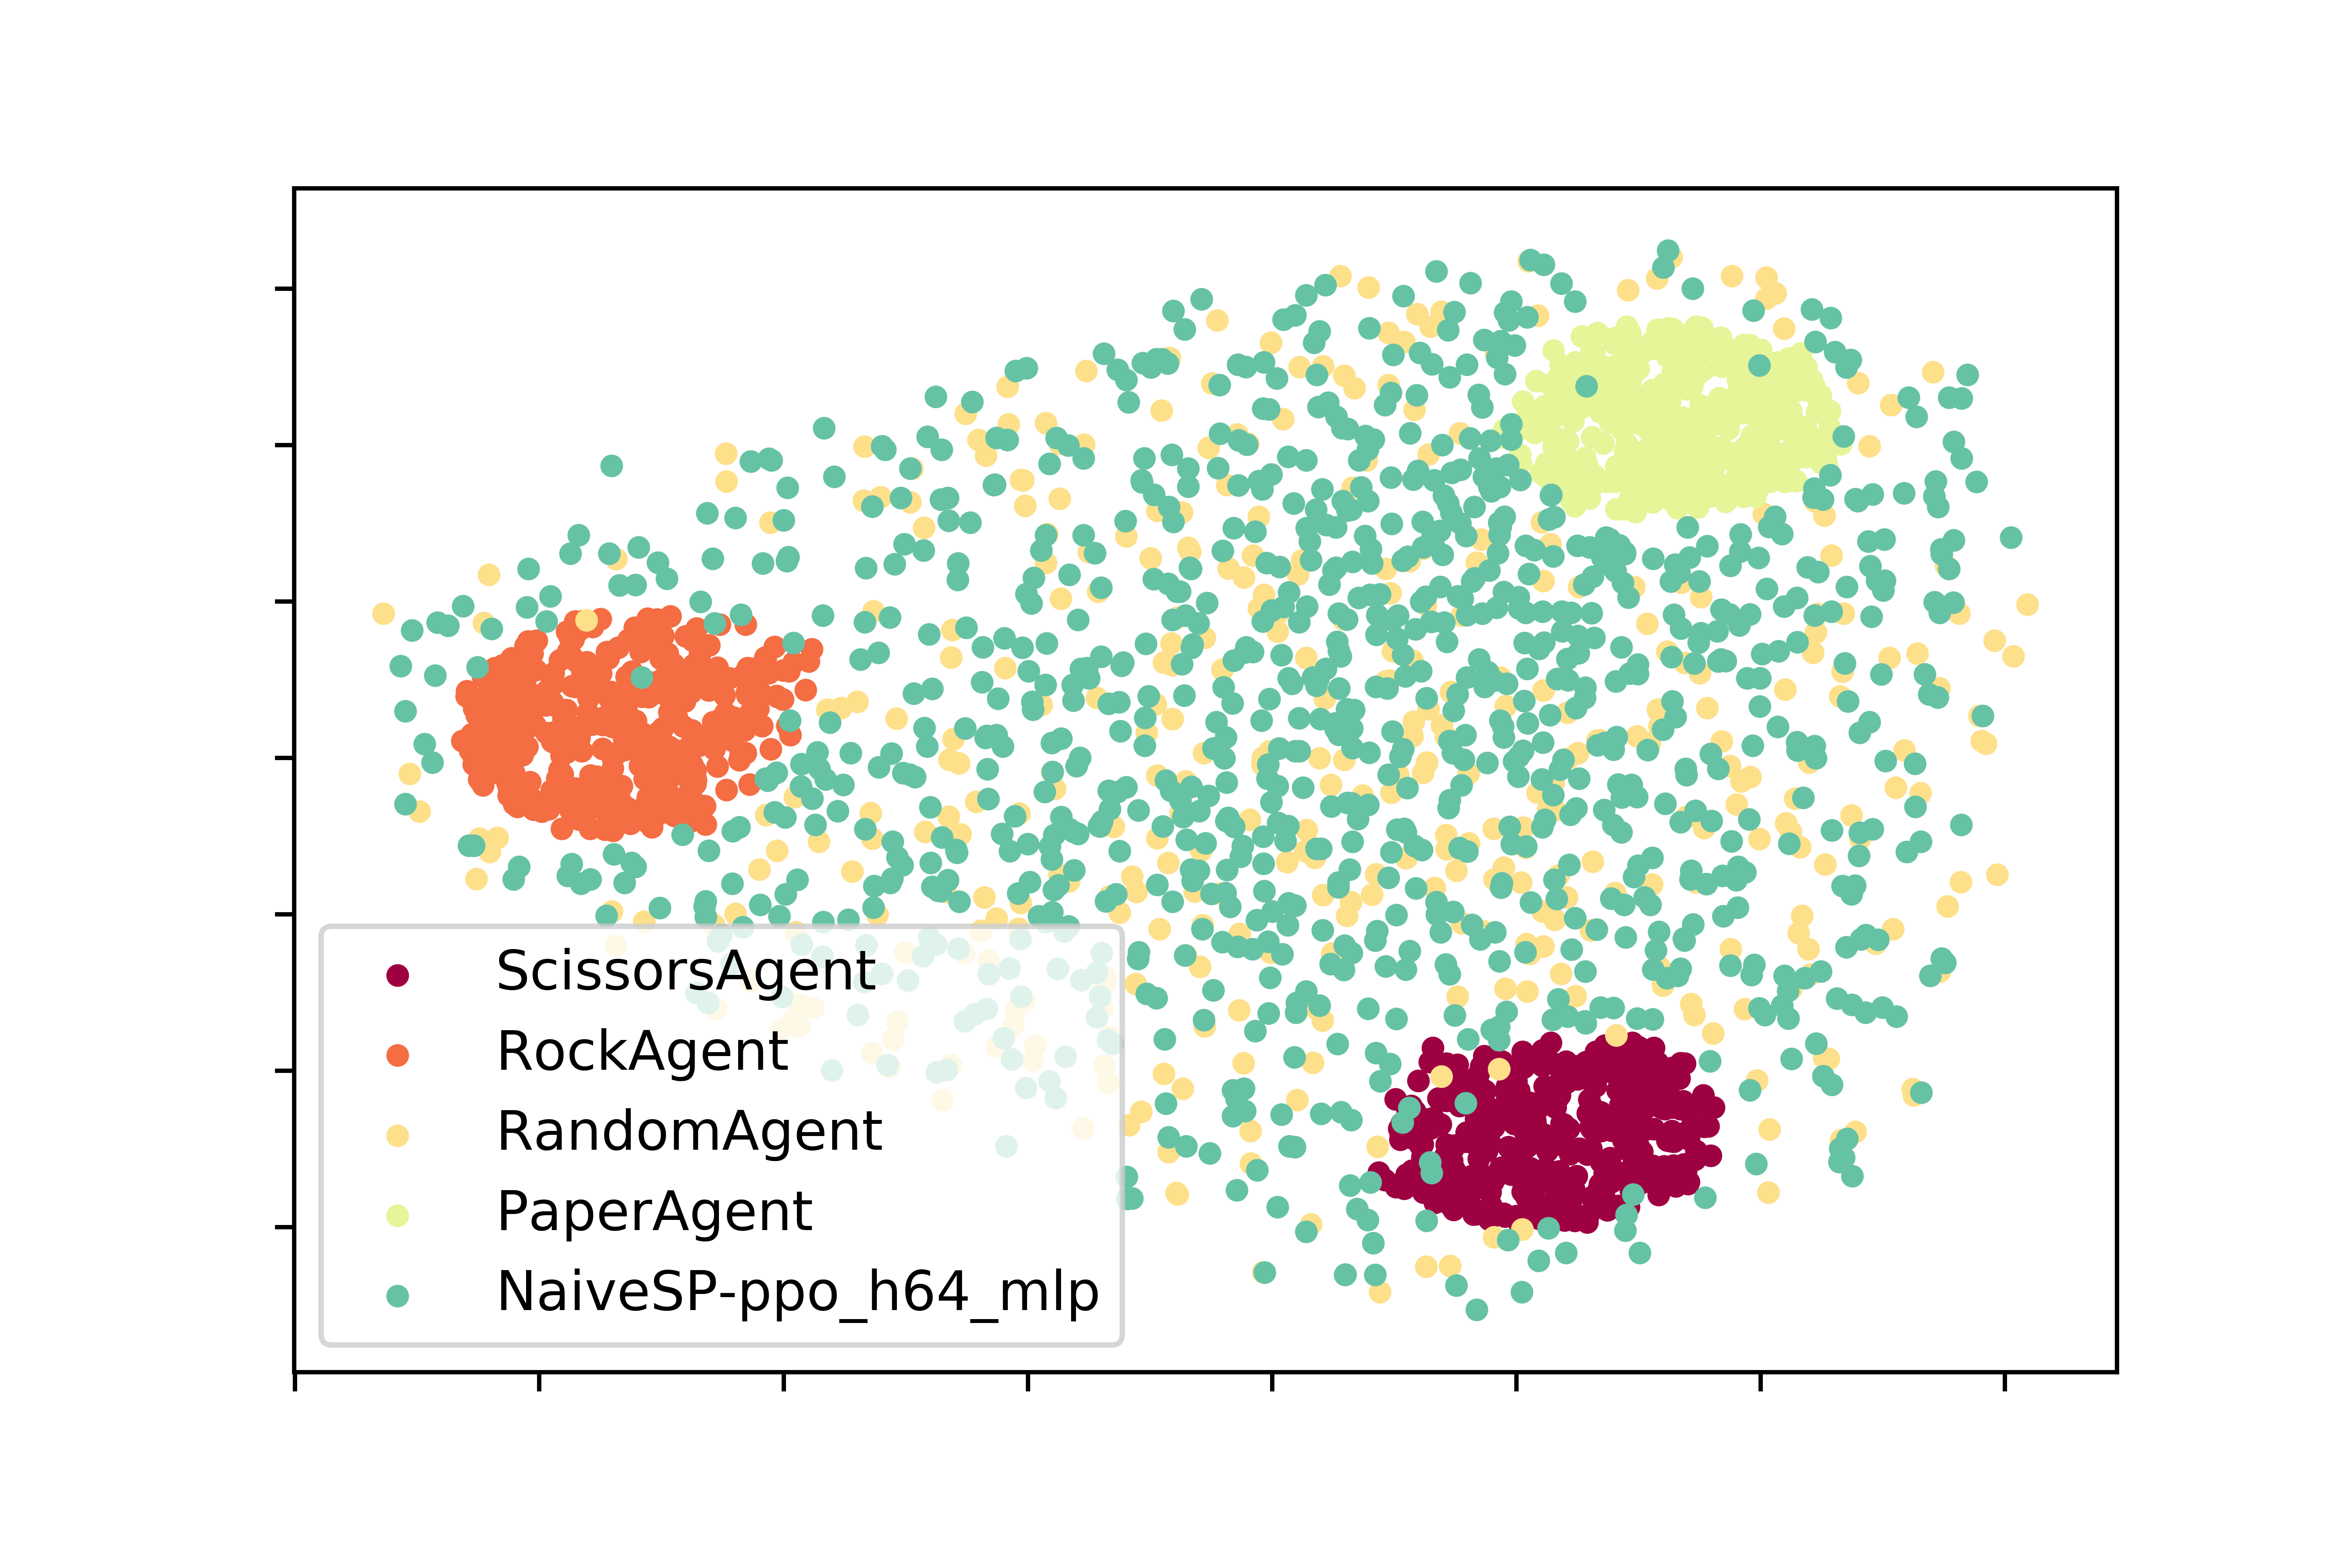 ScissorsAgent
RockAgent
RandomAgent
PaperAgent
NaiveSP-ppo_h64_mlp